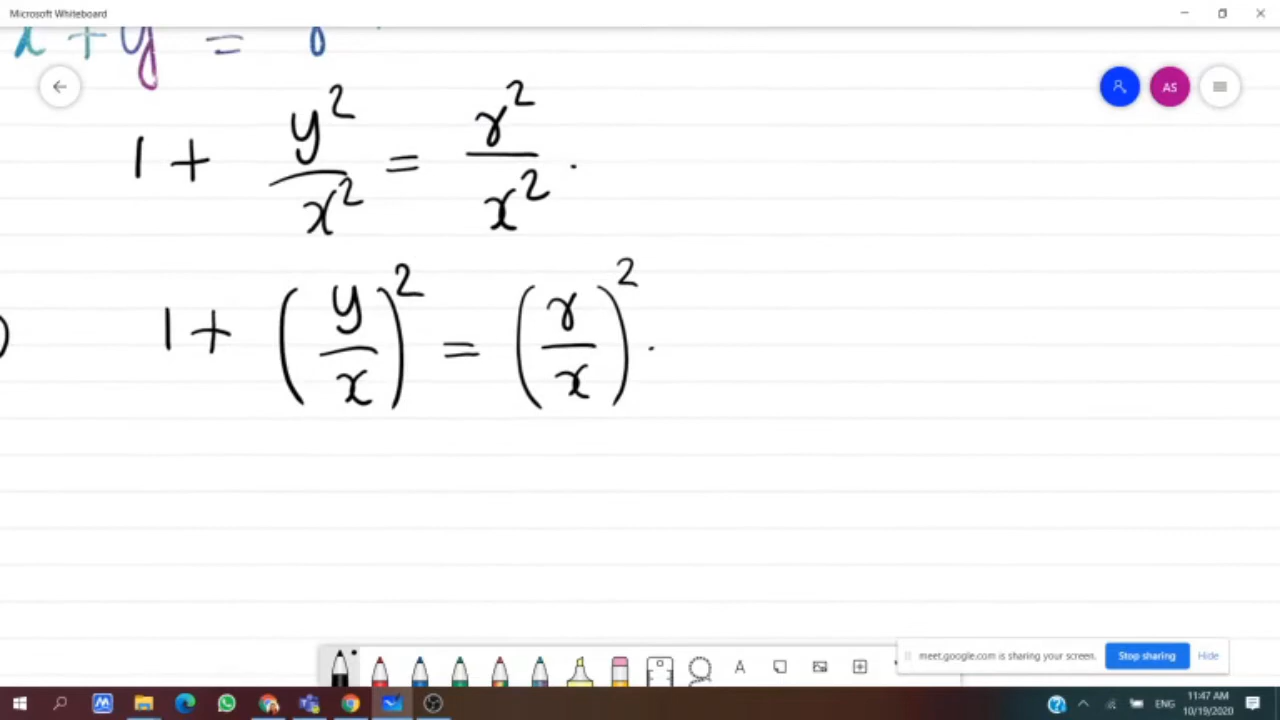 Microsoft Whiteboard
x + y =
1 + y²/x² = r²/x² .
) 1 + (y/x)² = (r/x)² .
AS
A
meet.google.com is sharing your screen. Stop sharing Hide
ENG
11:47 AM
10/19/2020